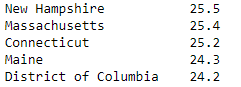 New Hampshire 25.5
Massachusetts 25.4
Connecticut 25.2
Maine 24.3
District of Columbia 24.2